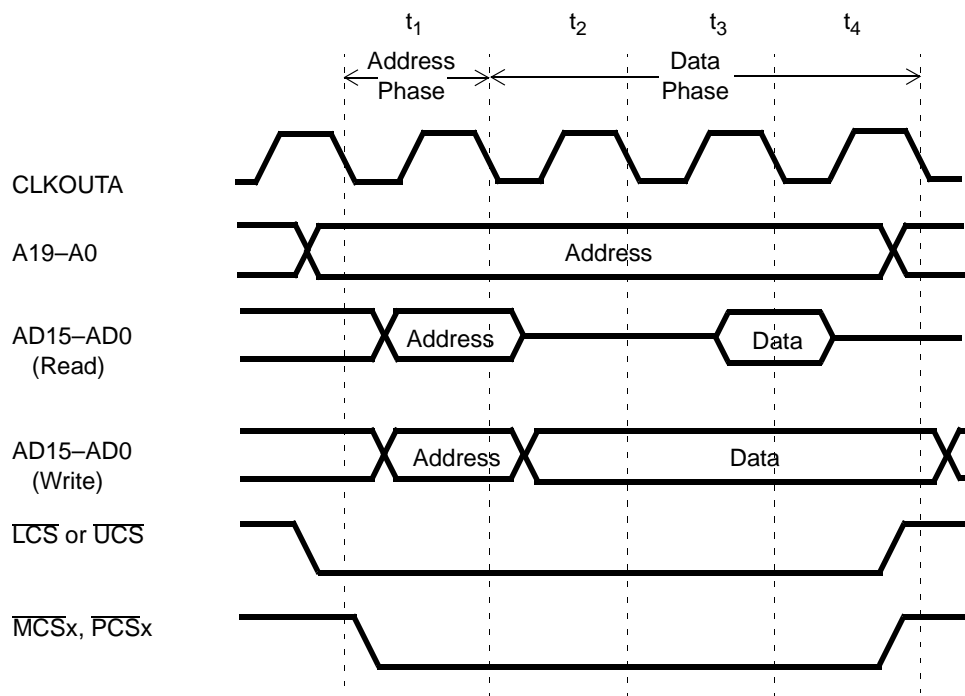 t1 t2 t3 t4
Address Phase
Data Phase
CLKOUTA
A19–A0
Address
AD15–AD0
(Read)
Address
Data
AD15–AD0
(Write)
Address
Data
LCS or UCS
MCSx, PCSx